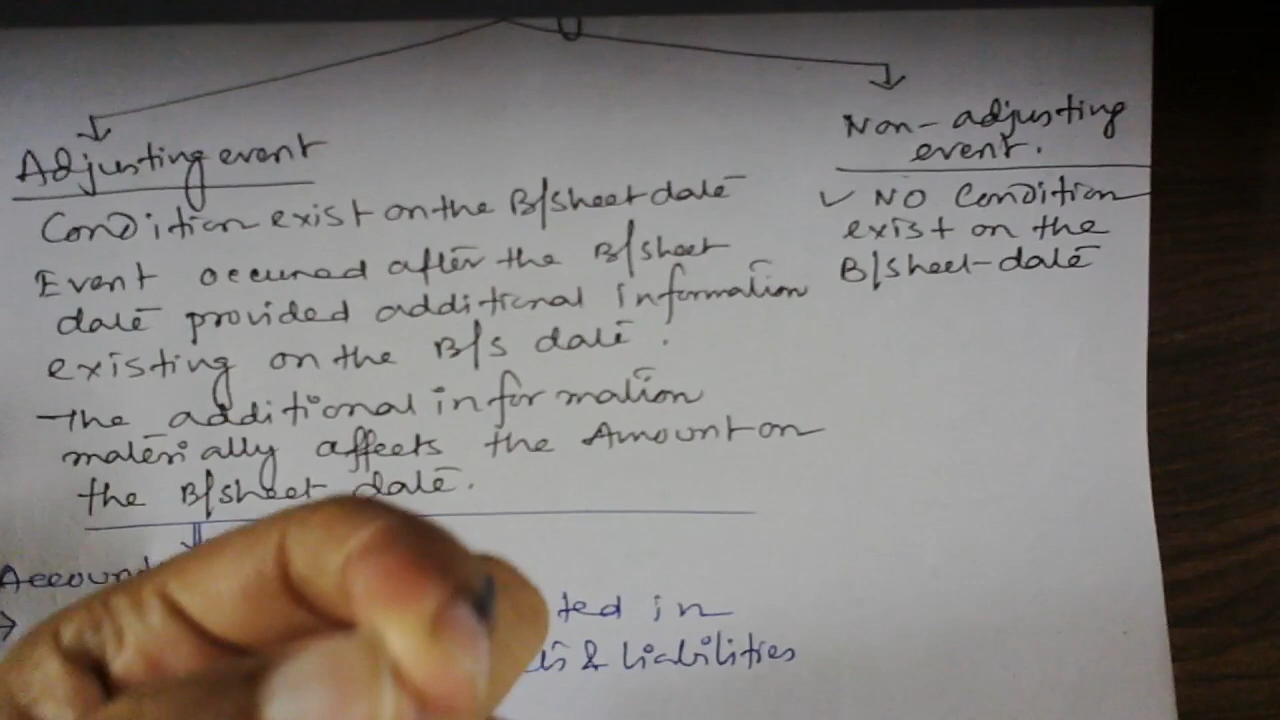 Adjusting event
Condition exist on the B/sheet date
Event occured after the B/sheet
date provided additional information
existing on the B/s date.
The additional information
materially affects the Amount on
the B/sheet date.
ted in
& liabilities
Non-adjusting
event.
✓ NO Condition
exist on the
B/sheet-date